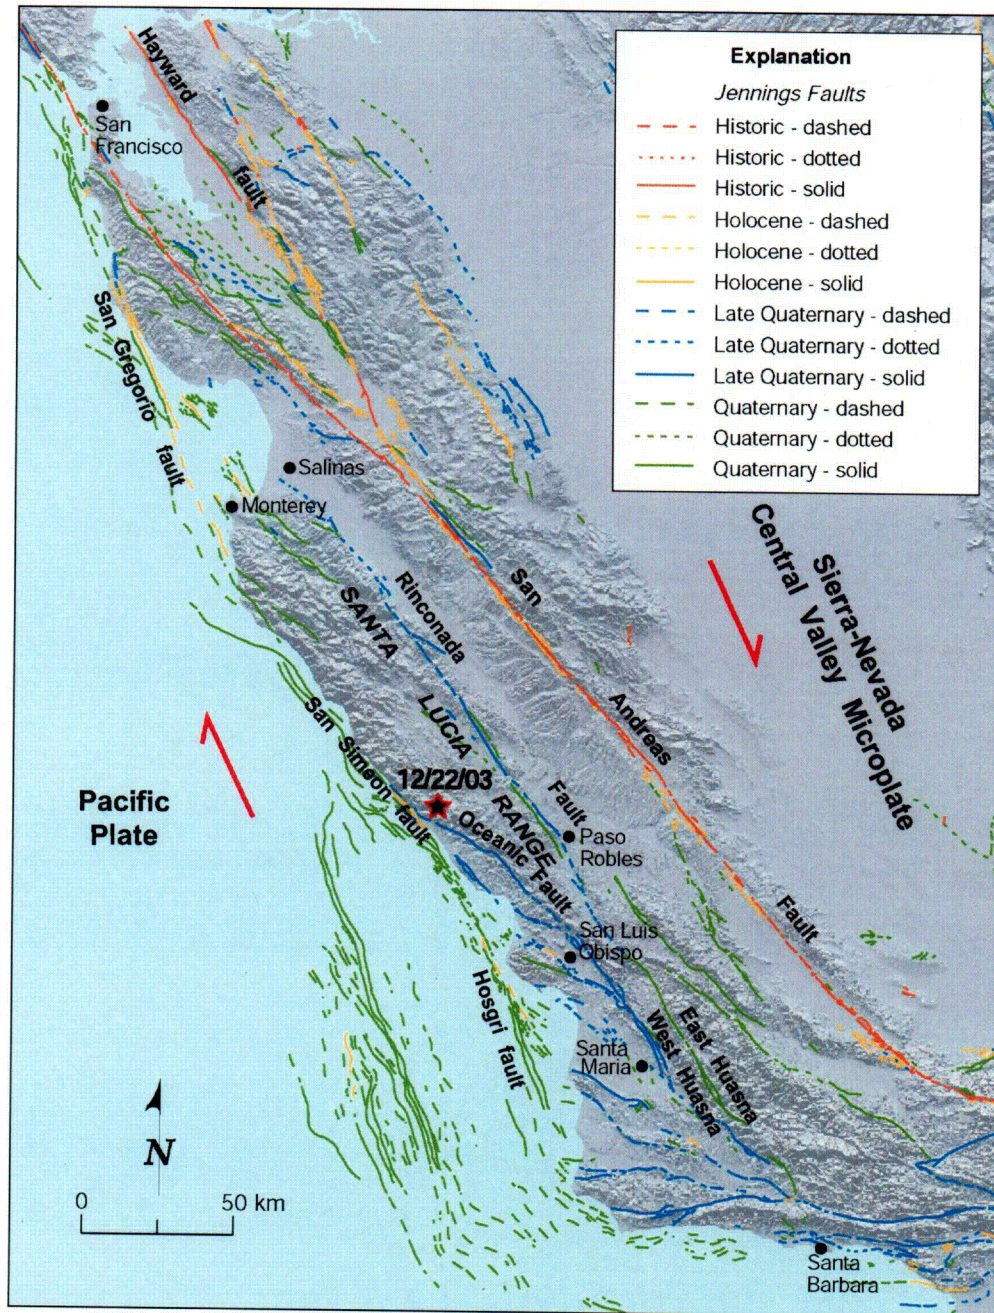 Explanation
Jennings Faults
Historic - dashed
Historic - dotted
Historic - solid
Holocene - dashed
Holocene - dotted
Holocene - solid
Late Quaternary - dashed
Late Quaternary - dotted
Late Quaternary - solid
Quaternary - dashed
Quaternary - dotted
Quaternary - solid
Hayward
fault
San
Francisco
San Gregorio
fault
Salinas
Monterey
Rinconada
Fault
SANTA
LUCIA
RANGE
San
Andreas
Fault
Sierra-Nevada
Central Valley Microplate
San Simeon fault
12/22/03
Oceanic Fault
Pacific
Plate
Paso
Robles
San Luis
Obispo
Hosgri fault
Santa
Maria
West Huasna
East Huasna
N
0
50 km
Santa
Barbara